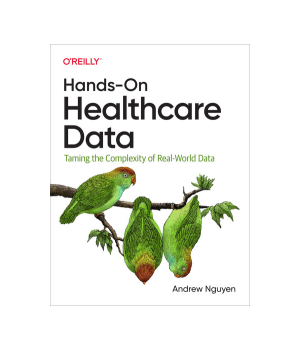 O'REILLY®
Hands-On
Healthcare
Data
Taming the Complexity of Real-World Data
Andrew Nguyen